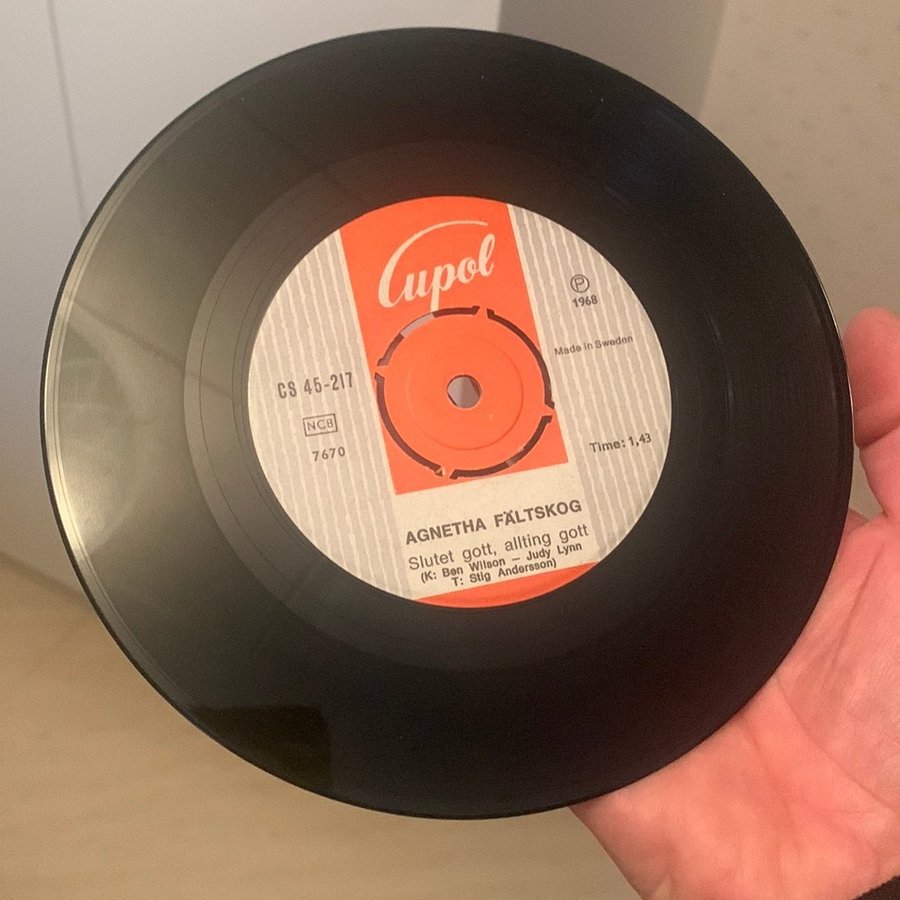 Cupol
℗
1968
Made in Sweden
CS 45-217
NCB
7670
Time: 1,43
AGNETHA FÄLTSKOG
Slutet gott, allting gott
(K: Ben Wilson — Judy Lynn
T: Stig Andersson)